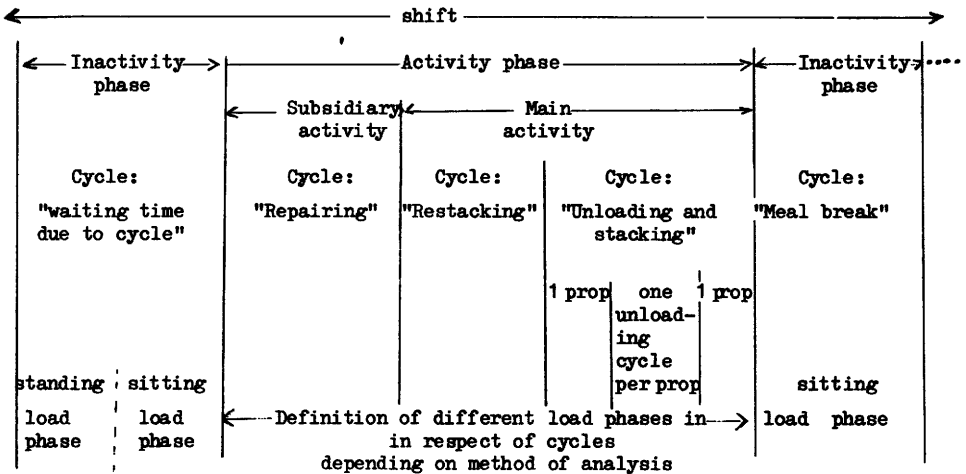 shift
Inactivity phase
Activity phase
Inactivity ....
phase
Subsidiary activity
Main activity
Cycle:
"waiting time
due to cycle"
Cycle:
"Repairing"
Cycle:
"Restacking"
Cycle:
"Unloading and
stacking"
Cycle:
"Meal break"
1 prop
one
unload-
ing
cycle
per prop
1 prop
standing
load
phase
sitting
load
phase
Definition of different load phases in
in respect of cycles
depending on method of analysis
sitting
load phase